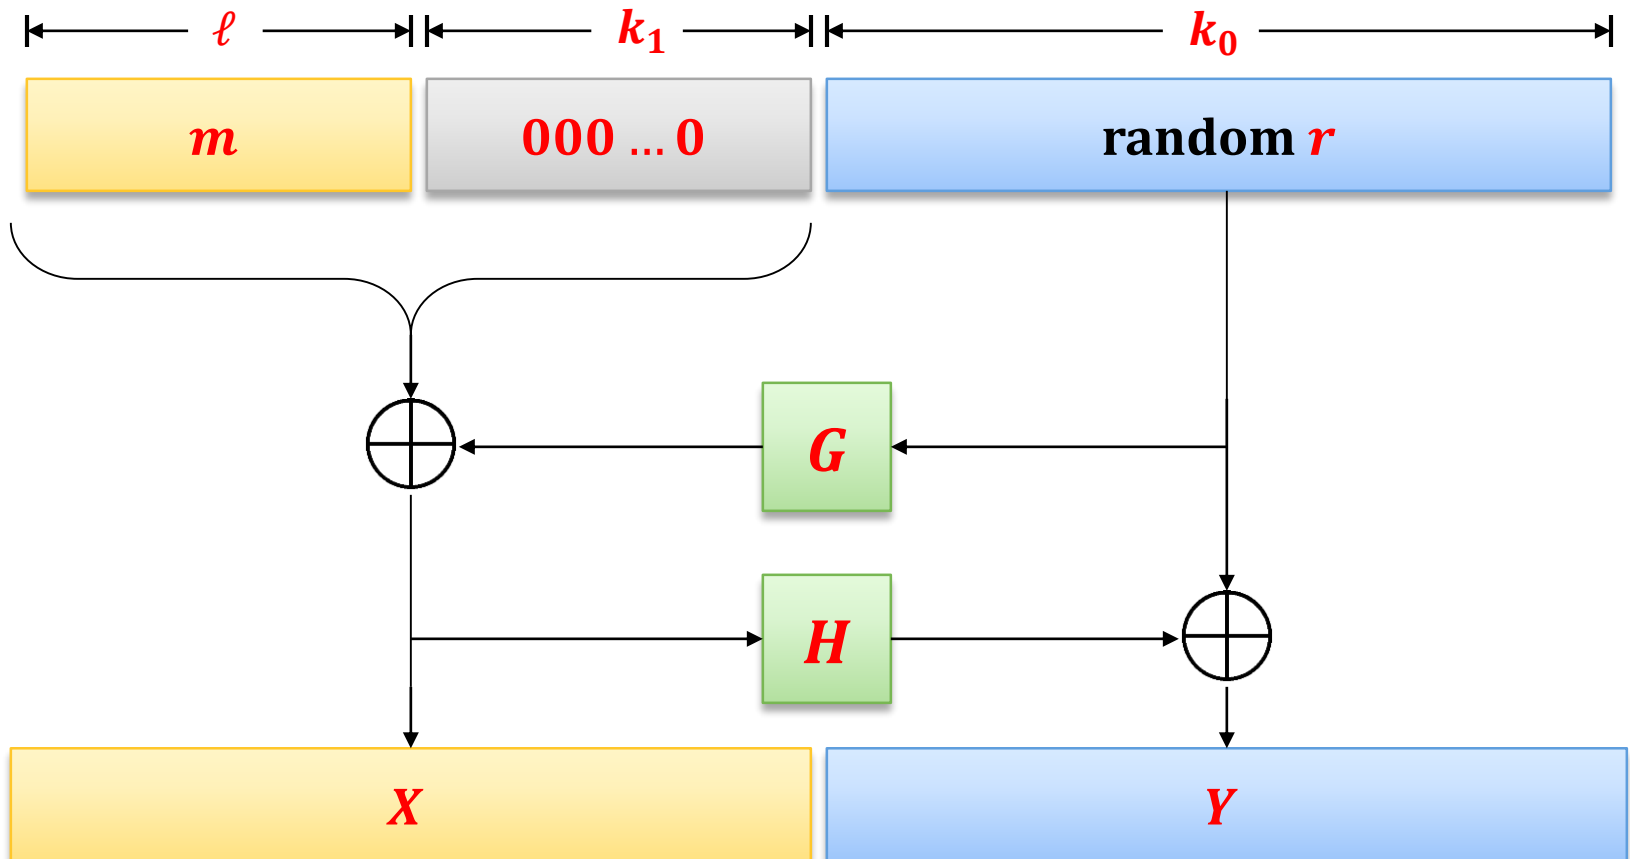 ℓ k₁ k₀
m 000 ... 0 random r
G
H
X Y